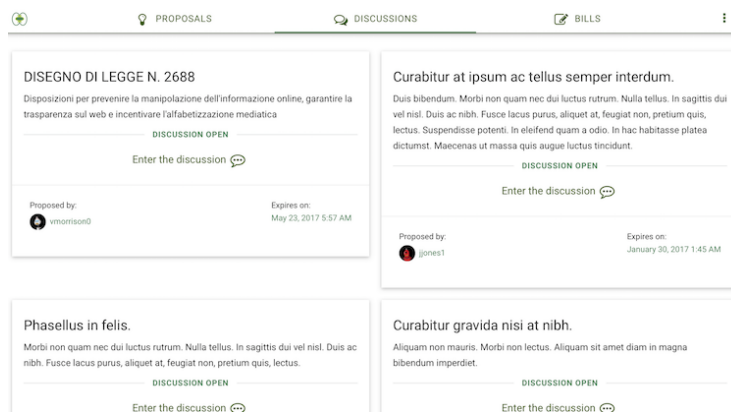 PROPOSALS
DISCUSSIONS
BILLS
DISEGNO DI LEGGE N. 2688
Disposizioni per prevenire la manipolazione dell'informazione online, garantire la
trasparenza sul web e incentivare l'alfabetizzazione mediatica
DISCUSSION OPEN
Enter the discussion
Proposed by:
vmorrison0
Expires on:
May 23, 2017 5:57 AM
Curabitur at ipsum ac tellus semper interdum.
Duis bibendum. Morbi non quam nec dui luctus rutrum. Nulla tellus. In sagittis dui
vel nisl. Duis ac nibh. Fusce lacus purus, aliquet at, feugiat non, pretium quis,
lectus. Suspendisse potenti. In eleifend quam a odio. In hac habitasse platea
dictumst. Maecenas ut massa quis augue luctus tincidunt.
DISCUSSION OPEN
Enter the discussion
Proposed by:
jjones1
Expires on:
January 30, 2017 1:45 AM
Phasellus in felis.
Morbi non quam nec dui luctus rutrum. Nulla tellus. In sagittis dui vel nisl. Duis ac
nibh. Fusce lacus purus, aliquet at, feugiat non, pretium quis, lectus.
DISCUSSION OPEN
Enter the discussion
Curabitur gravida nisi at nibh.
Aliquam non mauris. Morbi non lectus. Aliquam sit amet diam in magna
bibendum imperdiet.
DISCUSSION OPEN
Enter the discussion